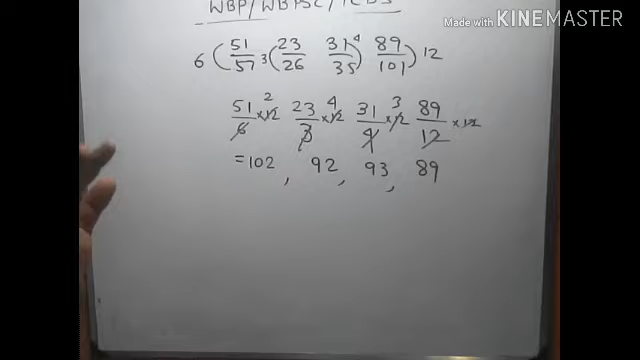 WBP/WBPSC/ICDS
Made with KINEMASTER
6 ( 51/57 3 ( 23/26 31/35 ) 4 89/101 ) 12
51/6 × 12 2 23/3 × 12 4 31/4 × 12 3 89/12 × 12
= 102 , 92 , 93 , 89